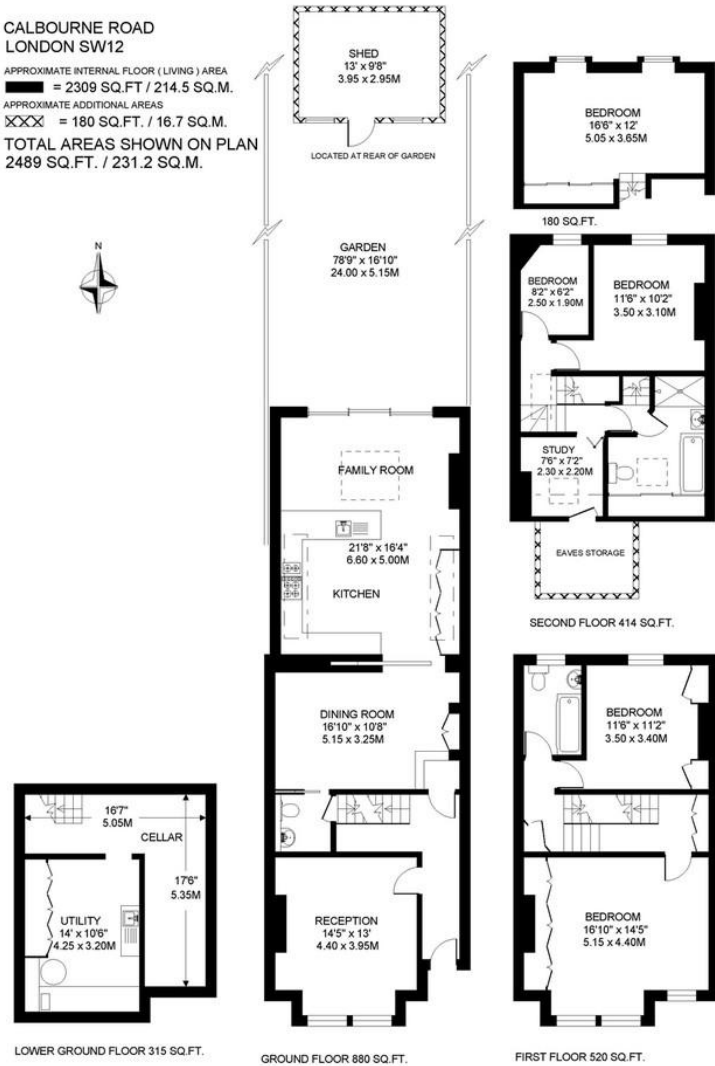 CALBOURNE ROAD
LONDON SW12
APPROXIMATE INTERNAL FLOOR ( LIVING ) AREA
= 2309 SQ.FT / 214.5 SQ.M.
APPROXIMATE ADDITIONAL AREAS
= 180 SQ.FT. / 16.7 SQ.M.
TOTAL AREAS SHOWN ON PLAN
2489 SQ.FT. / 231.2 SQ.M.
N
SHED
13' x 9'8"
3.95 x 2.95M
LOCATED AT REAR OF GARDEN
GARDEN
78'9" x 16'10"
24.00 x 5.15M
BEDROOM
16'6" x 12'
5.05 x 3.65M
180 SQ.FT.
BEDROOM
8'2" x 6'2"
2.50 x 1.90M
BEDROOM
11'6" x 10'2"
3.50 x 3.10M
STUDY
7'6" x 7'2"
2.30 x 2.20M
EAVES STORAGE
SECOND FLOOR 414 SQ.FT.
FAMILY ROOM
21'8" x 16'4"
6.60 x 5.00M
KITCHEN
DINING ROOM
16'10" x 10'8"
5.15 x 3.25M
RECEPTION
14'5" x 13'
4.40 x 3.95M
GROUND FLOOR 880 SQ.FT.
16'7"
5.05M
CELLAR
17'6"
5.35M
UTILITY
14' x 10'6"
4.25 x 3.20M
LOWER GROUND FLOOR 315 SQ.FT.
BEDROOM
11'6" x 11'2"
3.50 x 3.40M
BEDROOM
16'10" x 14'5"
5.15 x 4.40M
FIRST FLOOR 520 SQ.FT.